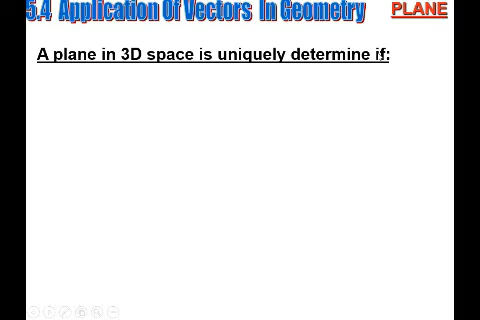 5.4 Application Of Vectors In Geometry
PLANE
A plane in 3D space is uniquely determine if: